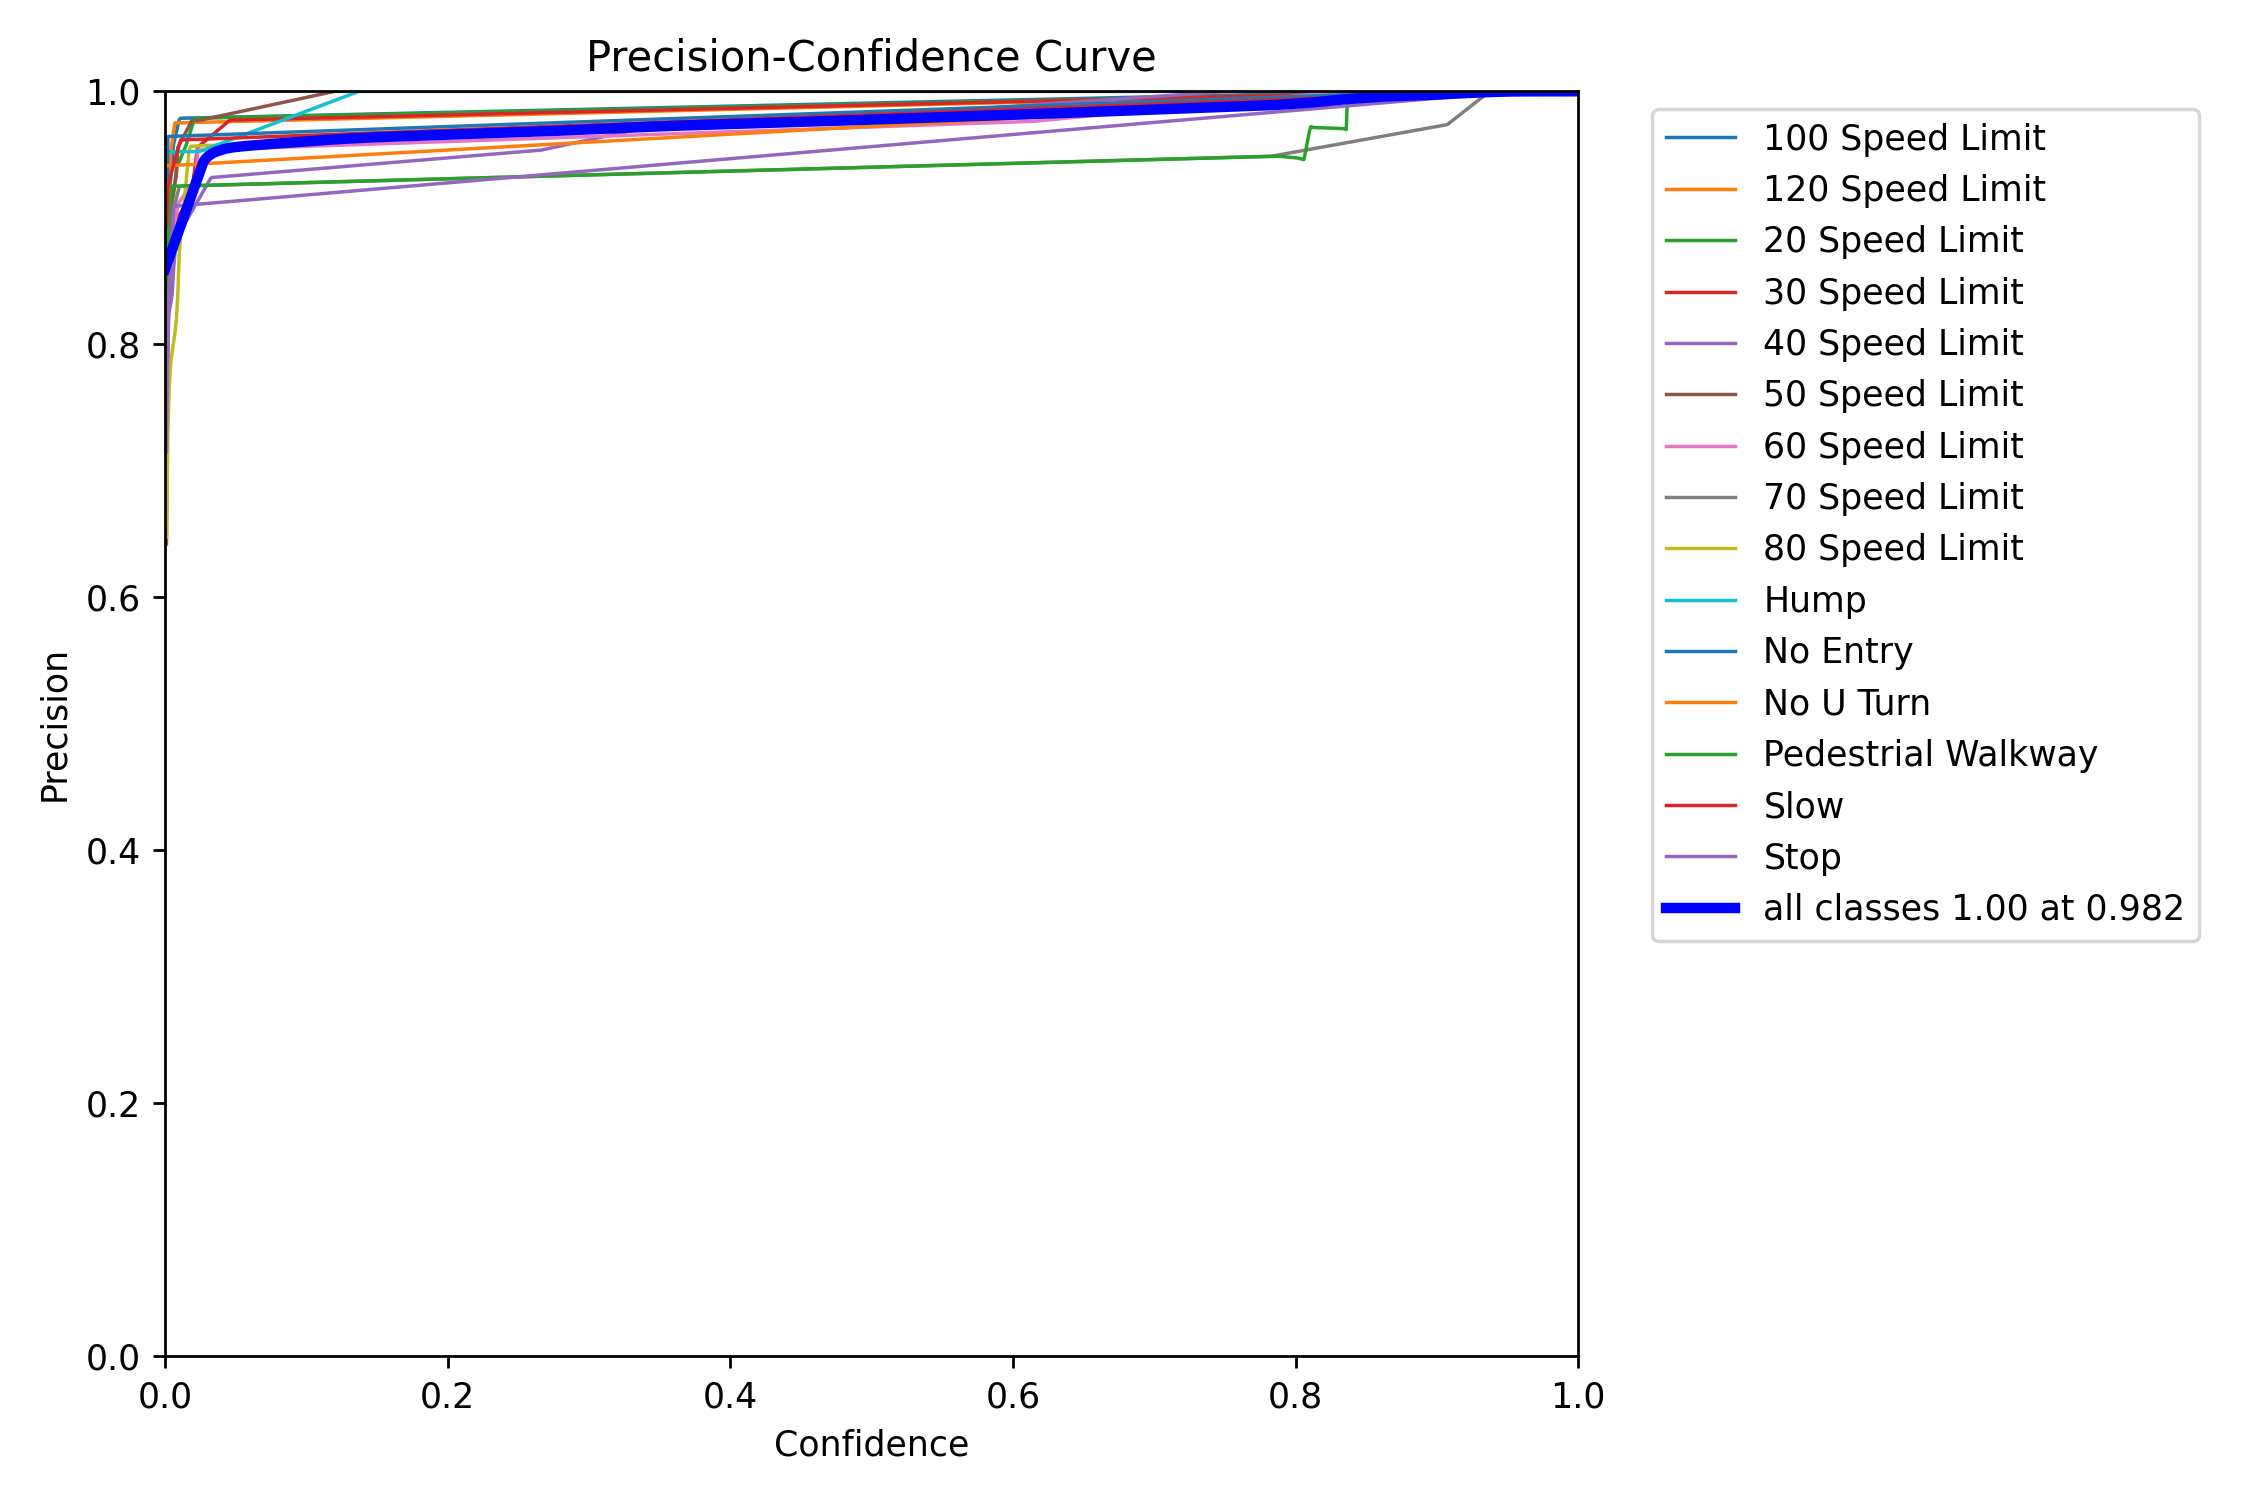 Precision-Confidence Curve
1.0
0.8
0.6
0.4
0.2
0.0
Precision
0.0 0.2 0.4 0.6 0.8 1.0
Confidence
100 Speed Limit
120 Speed Limit
20 Speed Limit
30 Speed Limit
40 Speed Limit
50 Speed Limit
60 Speed Limit
70 Speed Limit
80 Speed Limit
Hump
No Entry
No U Turn
Pedestrial Walkway
Slow
Stop
all classes 1.00 at 0.982